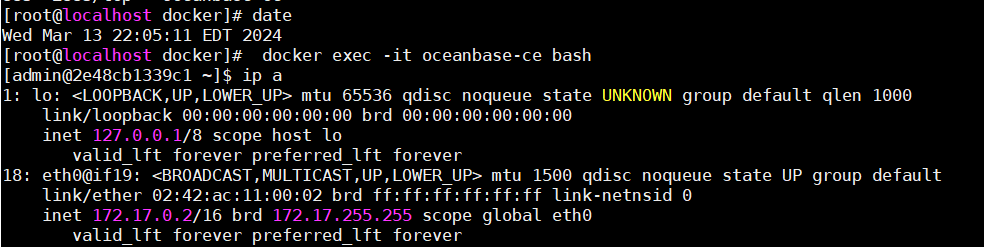 [root@localhost docker]# date
Wed Mar 13 22:05:11 EDT 2024
[root@localhost docker]#  docker exec -it oceanbase-ce bash
[admin@2e48cb1339c1 ~]$ ip a
1: lo: <LOOPBACK,UP,LOWER_UP> mtu 65536 qdisc noqueue state UNKNOWN group default qlen 1000
    link/loopback 00:00:00:00:00:00 brd 00:00:00:00:00:00
    inet 127.0.0.1/8 scope host lo
       valid_lft forever preferred_lft forever
18: eth0@if19: <BROADCAST,MULTICAST,UP,LOWER_UP> mtu 1500 qdisc noqueue state UP group default
    link/ether 02:42:ac:11:00:02 brd ff:ff:ff:ff:ff:ff link-netnsid 0
    inet 172.17.0.2/16 brd 172.17.255.255 scope global eth0
       valid_lft forever preferred_lft forever